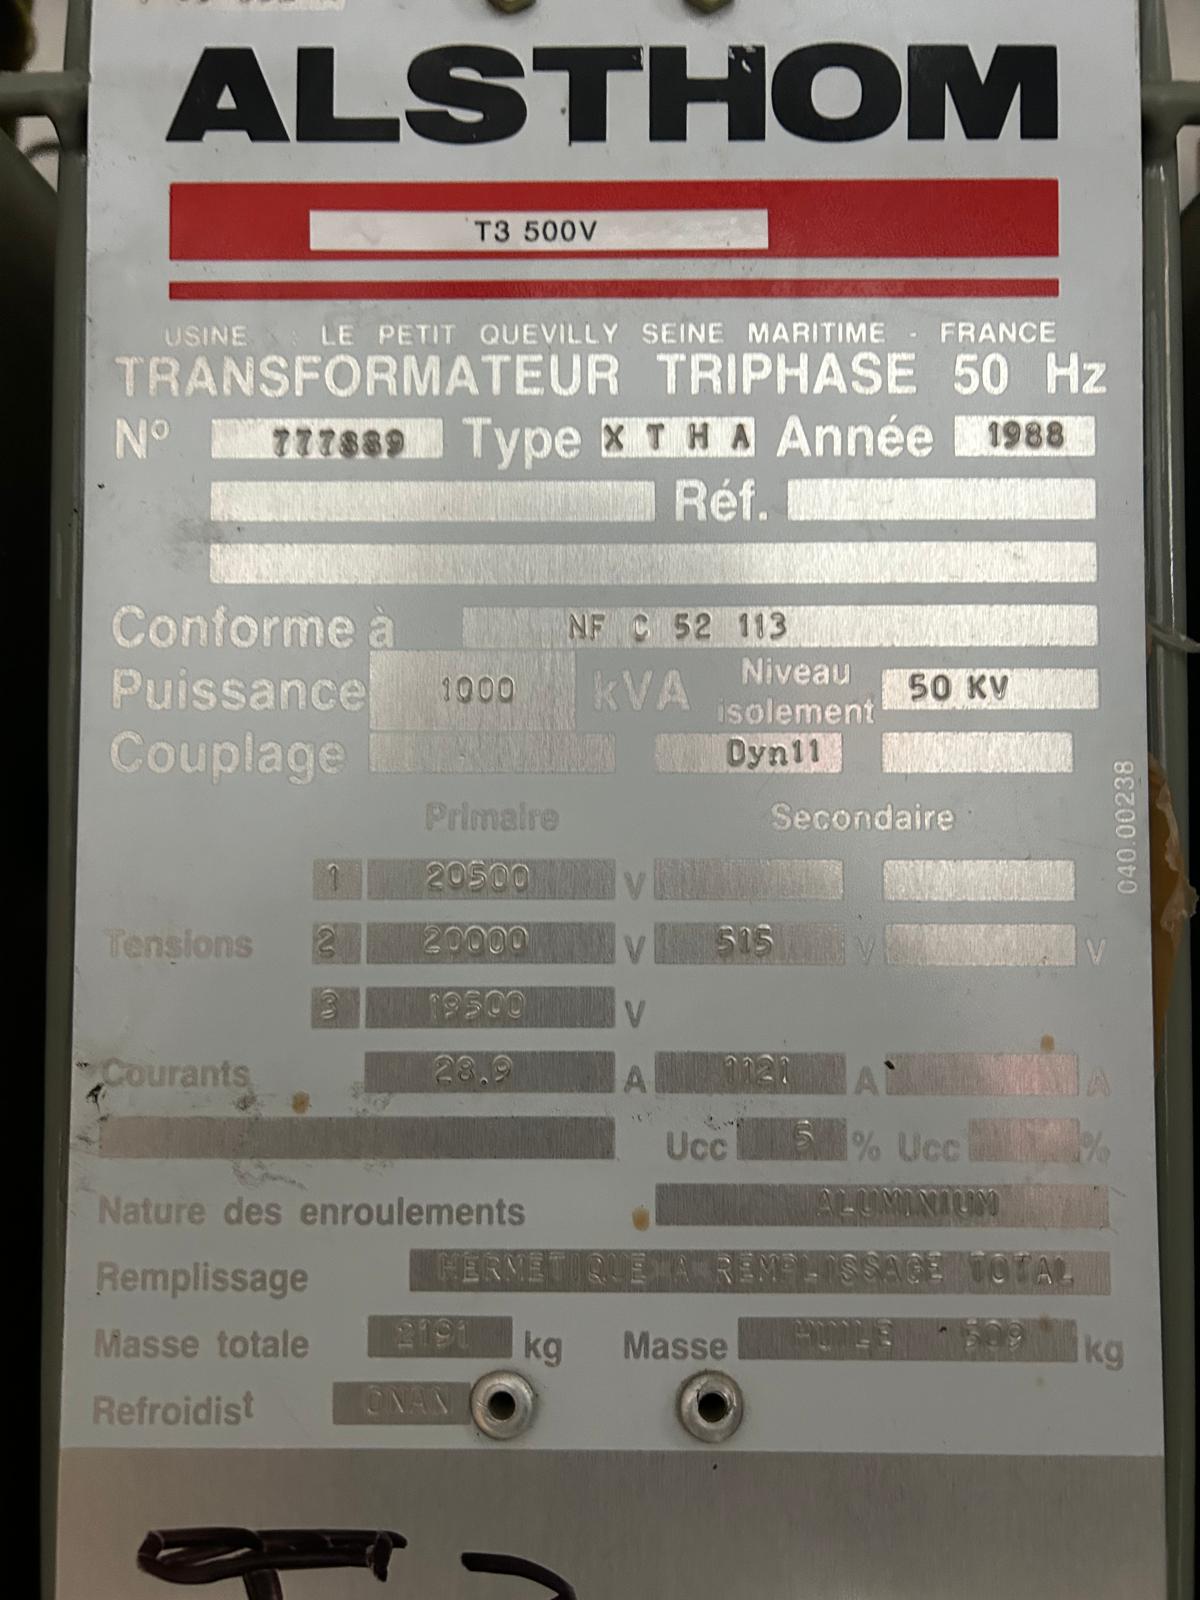 ALSTHOM
T3 500V
USINE : LE PETIT QUEVILLY SEINE MARITIME - FRANCE
TRANSFORMATEUR TRIPHASE 50 Hz
Nº 777889 Type X T H A Année 1988
Réf.
Conforme à NF C 52 113
Puissance 1000 kVA Niveau isolement 50 KV
Couplage Dyn11
Primaire Secondaire
1 20500 V
Tensions 2 20000 V 515 V V
3 19500 V
Courants 28.9 A 1121 A A
Ucc 5 % Ucc %
Nature des enroulements ALUMINIUM
Remplissage HERMETIQUE A REMPLISSAGE TOTAL
Masse totale 2191 kg Masse HUILE 509 kg
Refroidist ONAN
040.00238